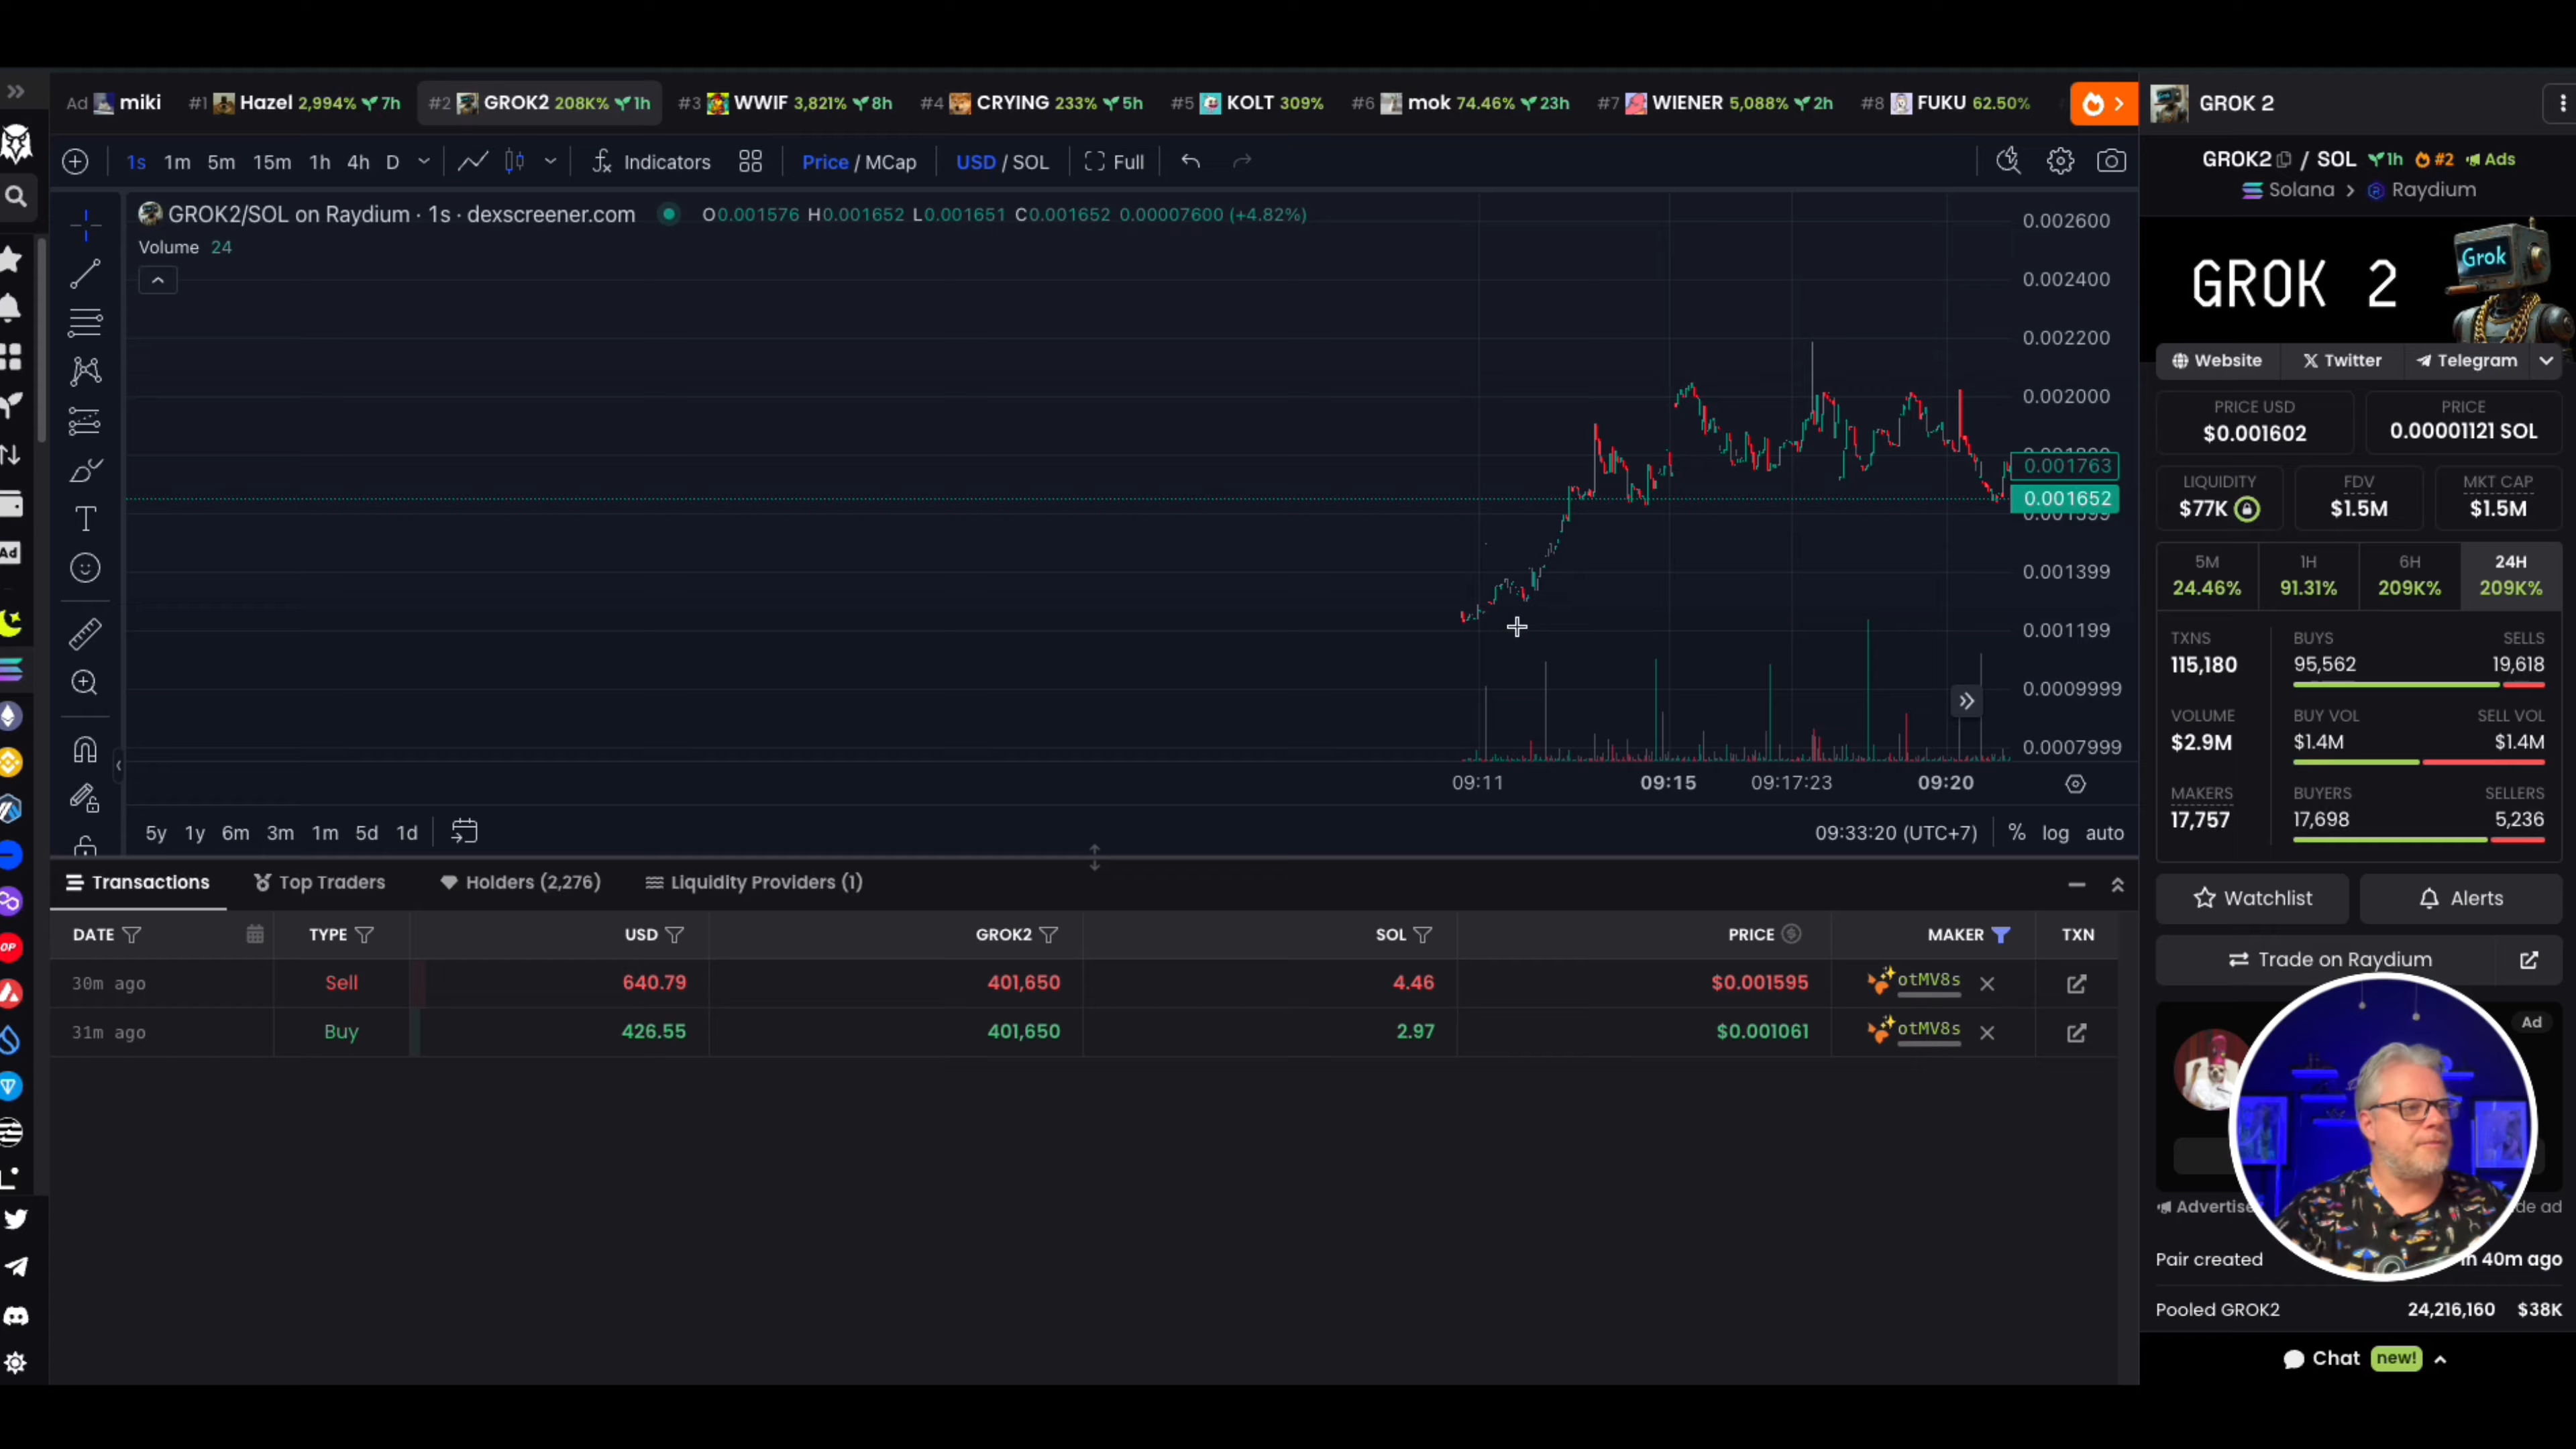 Ad miki #1 Hazel 2,994% 7h #2 GROK2 208K% 1h #3 WWIF 3,821% 8h #4 CRYING 233% 5h #5 KOLT 309% #6 mok 74.46% 23h #7 WIENER 5,088% 2h #8 FUKU 62.50%
GROK 2
1s 1m 5m 15m 1h 4h D Indicators Price / MCap USD / SOL Full
GROK2 / SOL 1h #2 Ads
Solana > Raydium
GROK2/SOL on Raydium · 1s · dexscreener.com O0.001576 H0.001652 L0.001651 C0.001652 0.00007600 (+4.82%)
Volume 24
0.002600
0.002400
0.002200
0.002000
0.001763
0.001652
0.001399
0.001199
0.0009999
0.0007999
09:11 09:15 09:17:23 09:20
5y 1y 6m 3m 1m 5d 1d 09:33:20 (UTC+7) % log auto
Grok
GROK 2
Website Twitter Telegram
PRICE USD PRICE
$0.001602 0.00001121 SOL
LIQUIDITY FDV MKT CAP
$77K $1.5M $1.5M
5M 1H 6H 24H
24.46% 91.31% 209K% 209K%
TXNS BUYS SELLS
115,180 95,562 19,618
VOLUME BUY VOL SELL VOL
$2.9M $1.4M $1.4M
MAKERS BUYERS SELLERS
17,757 17,698 5,236
Watchlist Alerts
Trade on Raydium
Ad
Pair created 40m ago
Pooled GROK2 24,216,160 $38K
Chat new!
Transactions Top Traders Holders (2,276) Liquidity Providers (1)
DATE TYPE USD GROK2 SOL PRICE MAKER TXN
30m ago Sell 640.79 401,650 4.46 $0.001595 otMV8s
31m ago Buy 426.55 401,650 2.97 $0.001061 otMV8s
Ad
OP